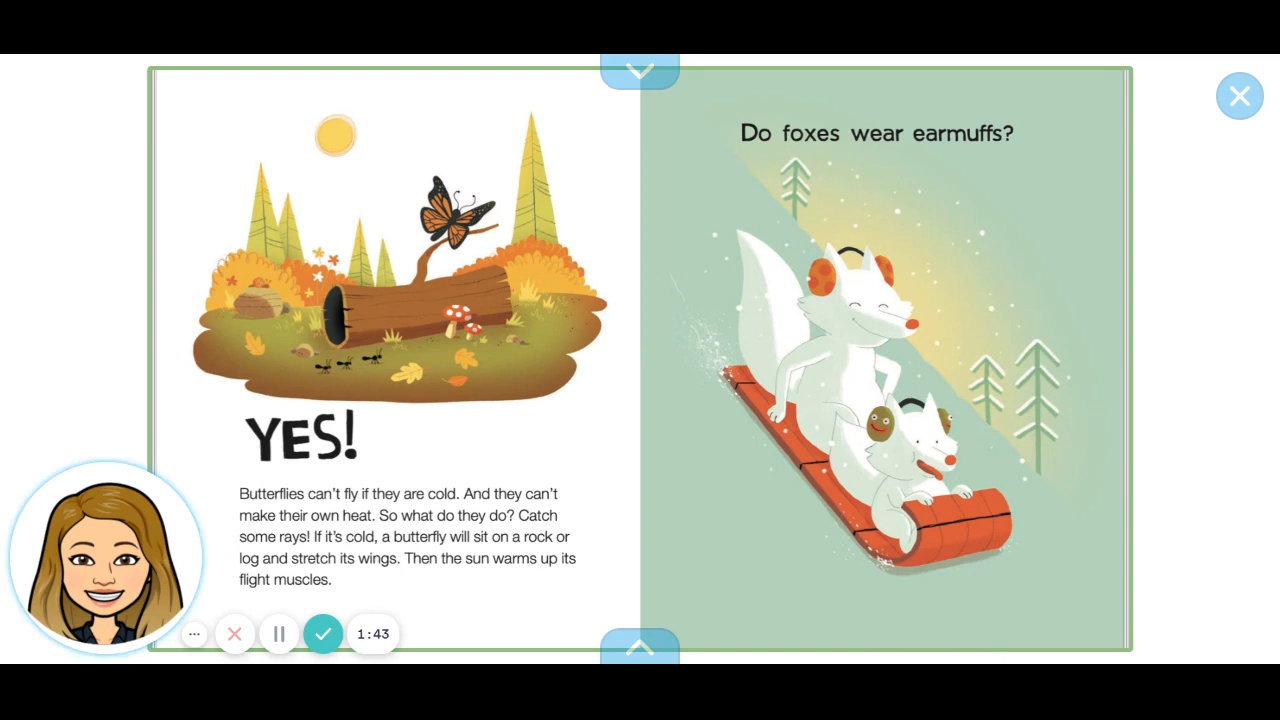 YES!
Butterflies can’t fly if they are cold. And they can’t
make their own heat. So what do they do? Catch
some rays! If it’s cold, a butterfly will sit on a rock or
log and stretch its wings. Then the sun warms up its
flight muscles.
Do foxes wear earmuffs?
1:43